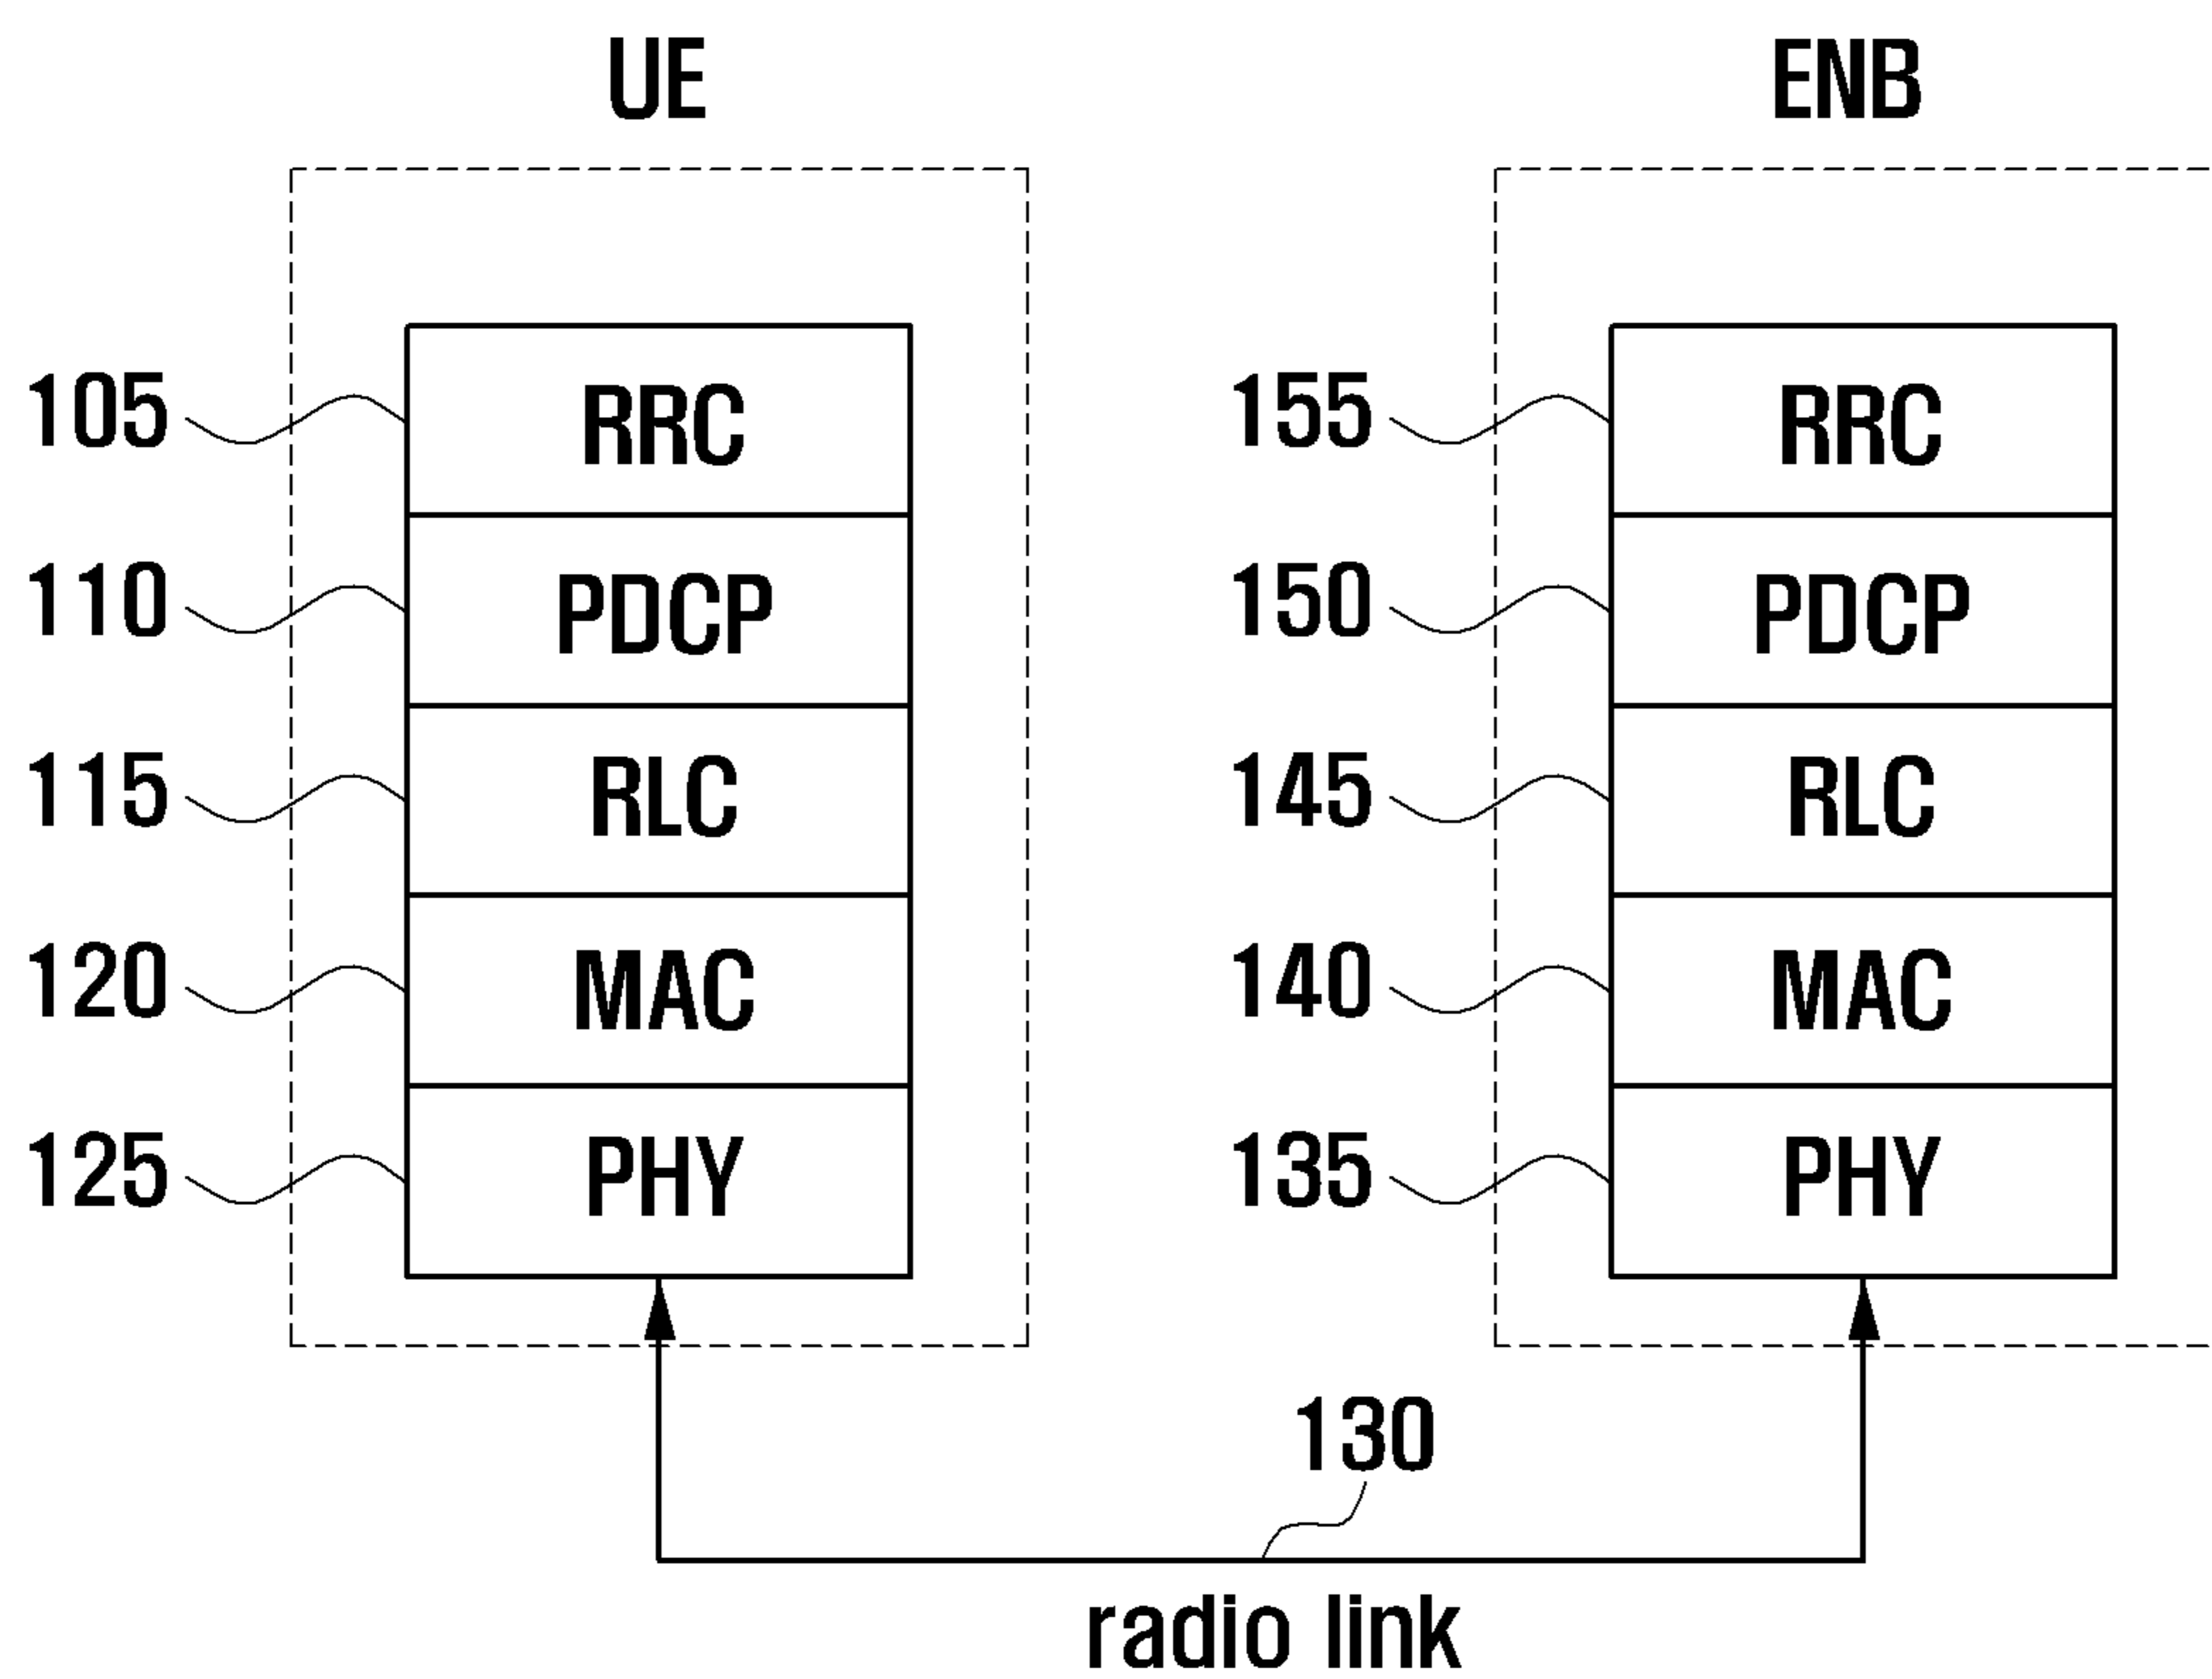 UE ENB
105 RRC 155 RRC
110 PDCP 150 PDCP
115 RLC 145 RLC
120 MAC 140 MAC
125 PHY 135 PHY
130
radio link